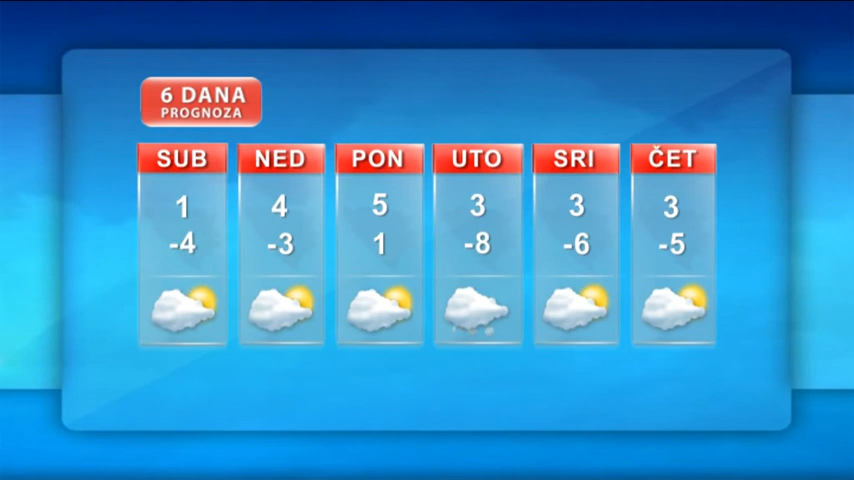 6 DANA
PROGNOZA
SUB NED PON UTO SRI ČET
1 4 5 3 3 3
-4 -3 1 -8 -6 -5